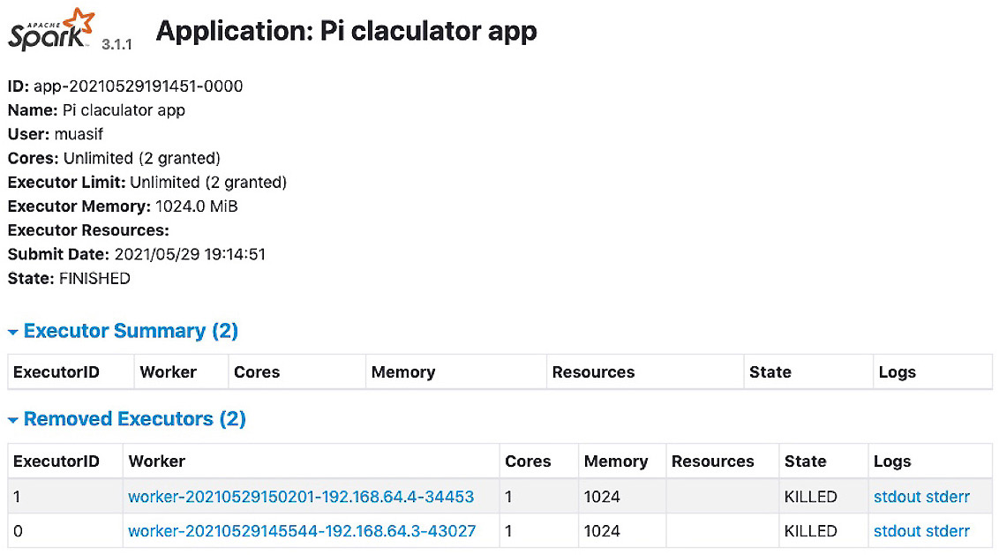 APACHE
Spark 3.1.1 Application: Pi claculator app
ID: app-20210529191451-0000
Name: Pi claculator app
User: muasif
Cores: Unlimited (2 granted)
Executor Limit: Unlimited (2 granted)
Executor Memory: 1024.0 MiB
Executor Resources:
Submit Date: 2021/05/29 19:14:51
State: FINISHED
Executor Summary (2)
ExecutorID Worker Cores Memory Resources State Logs
Removed Executors (2)
ExecutorID Worker Cores Memory Resources State Logs
1 worker-20210529150201-192.168.64.4-34453 1 1024 KILLED stdout stderr
0 worker-20210529145544-192.168.64.3-43027 1 1024 KILLED stdout stderr